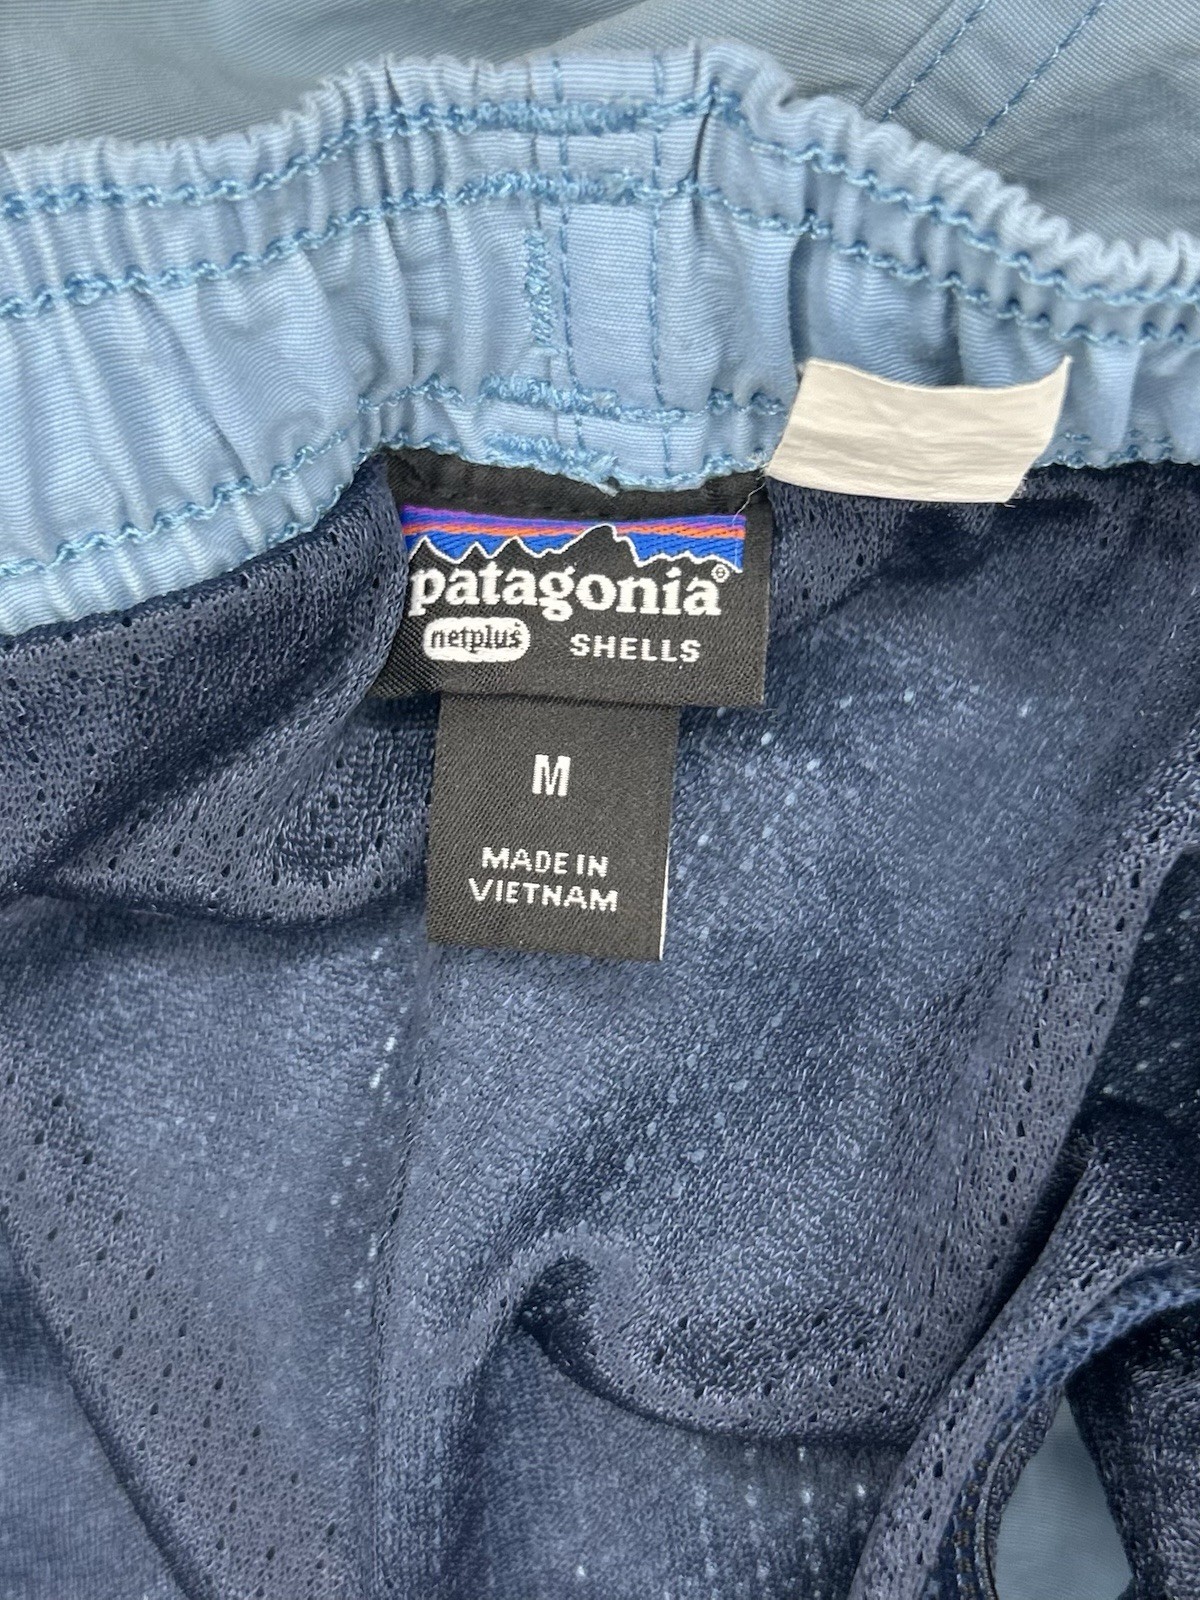 patagonia®
netplus® SHELLS
M
MADE IN
VIETNAM